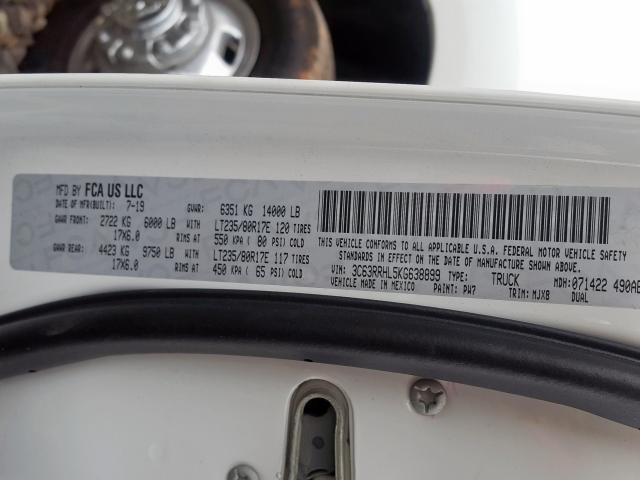 MFD BY FCA US LLC
DATE OF MFR(BUILT): 7-19 GVWR: 6351 KG 14000 LB
GAWR FRONT: 2722 KG 6000 LB LT235/80R17E 120 TIRES
17X6.0 RIMS AT 550 KPA ( 80 PSI) COLD
GAWR REAR: 4423 KG 9750 LB LT235/80R17E 117 TIRES
17X6.0 RIMS AT 450 KPA ( 65 PSI) COLD
THIS VEHICLE CONFORMS TO ALL APPLICABLE U.S.A. FEDERAL MOTOR VEHICLE SAFETY
STANDARDS IN EFFECT ON THE DATE OF MANUFACTURE SHOWN ABOVE.
VIN: 3C63RRHL5KG638899 TYPE: TRUCK MDH: 071422 490AB
VEHICLE MADE IN MEXICO PAINT: PW7 TRIM: MJX8 DUAL